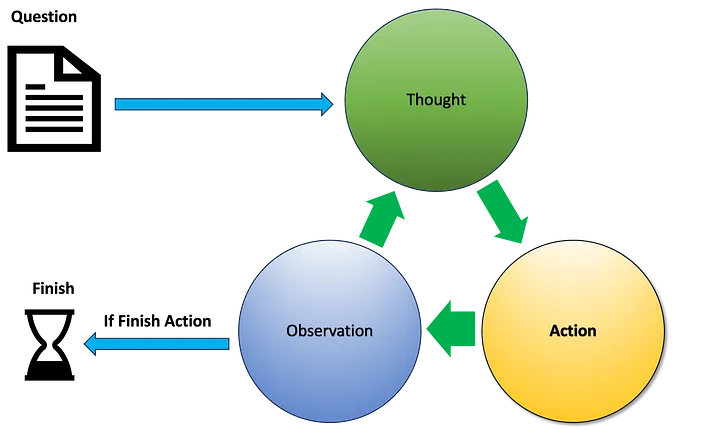 Question
Thought
Finish
If Finish Action
Observation
Action